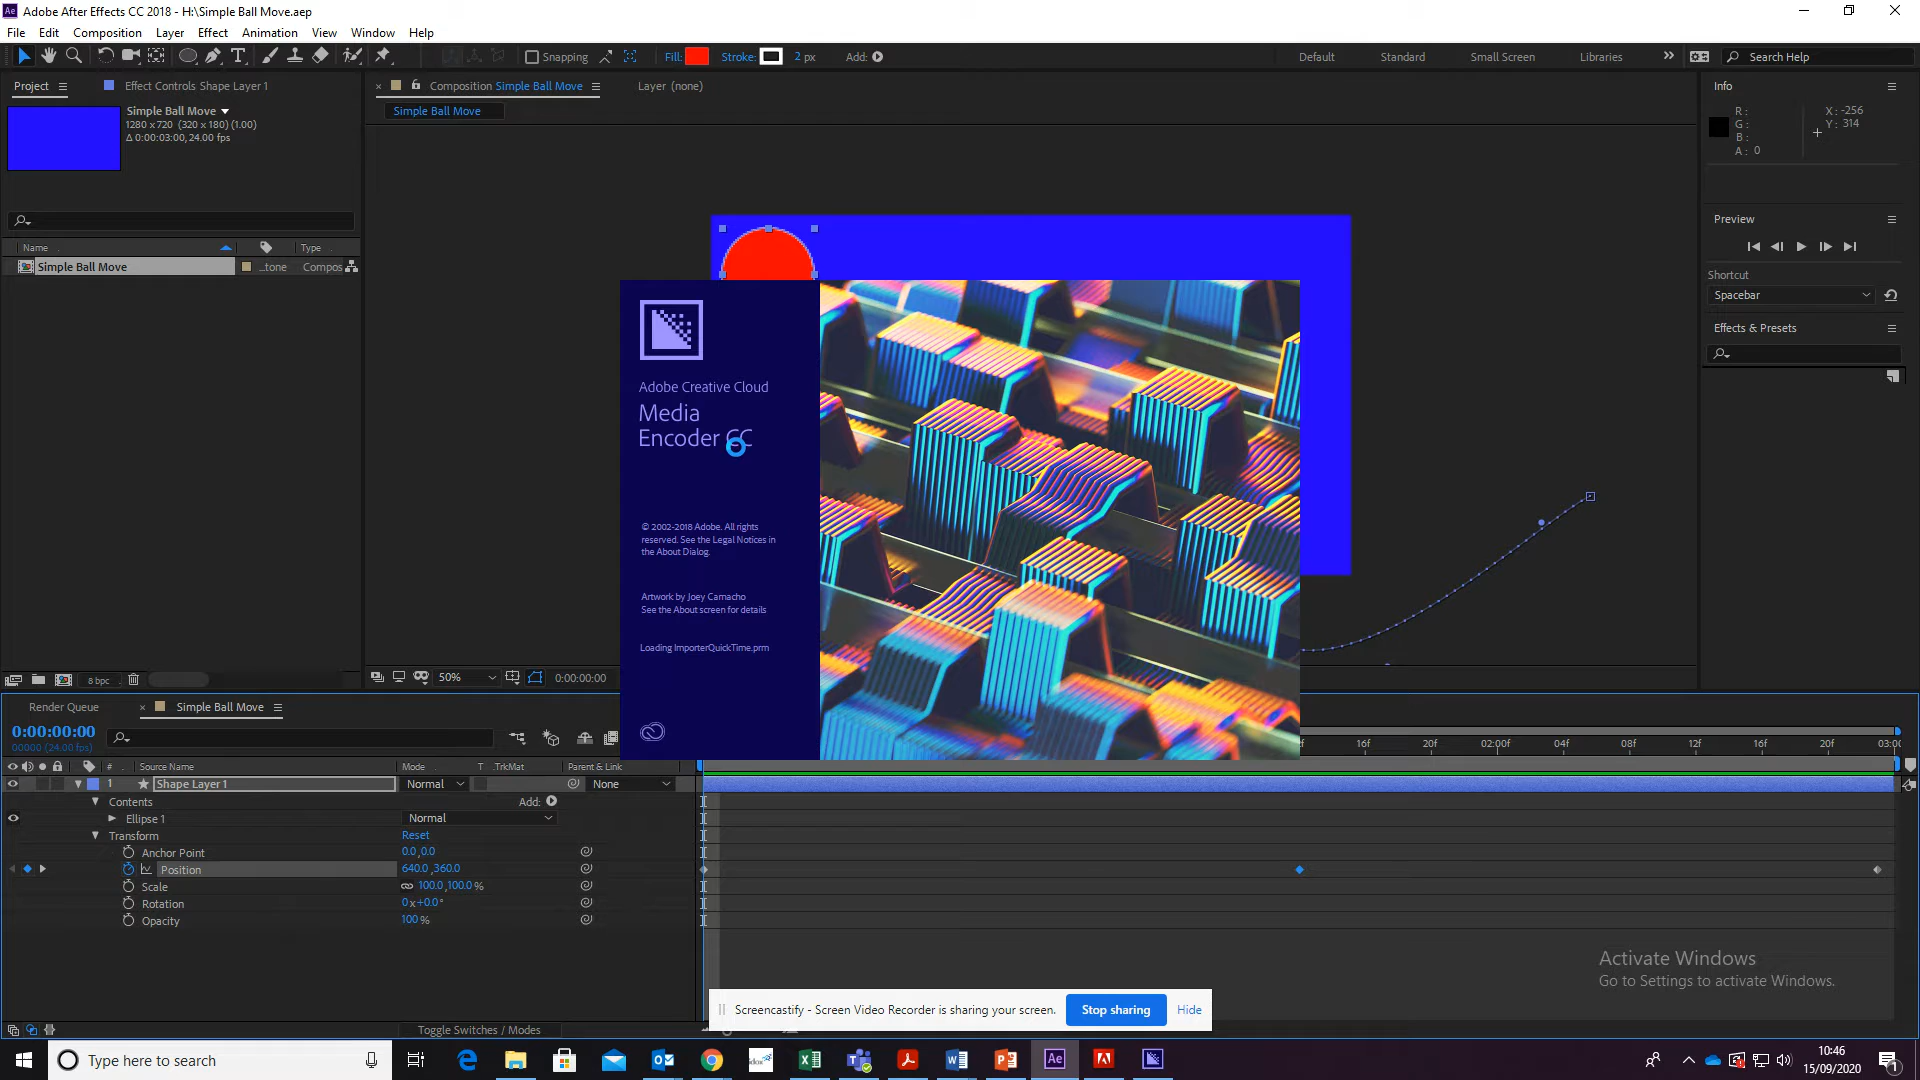 Adobe After Effects CC 2018 - H:\Simple Ball Move.aep
File Edit Composition Layer Effect Animation View Window Help
Snapping Fill: Stroke: 2 px Add: Default Standard Small Screen Libraries Search Help
Project Effect Controls Shape Layer 1 Composition Simple Ball Move Layer (none) Info
Simple Ball Move
1280 x 720 (320 x 180) (1.00)
Δ 0:00:03:00, 24.00 fps
Simple Ball Move
R :
G :
B :
A : 0
X : -256
Y : 314
Preview
Shortcut
Spacebar
Effects & Presets
Name Type
Simple Ball Move ...tone Compos
Adobe Creative Cloud
Media
Encoder CC
© 2002-2018 Adobe. All rights
reserved. See the Legal Notices in
the About Dialog.
Artwork by Joey Camacho
See the About screen for details
Loading ImporterQuickTime.prm
8 bpc 50% 0:00:00:00
Render Queue Simple Ball Move
0:00:00:00
00000 (24.00 fps)
16f 20f 02:00f 04f 08f 12f 16f 20f 03:00
# Source Name Mode T .TrkMat Parent & Link
1 Shape Layer 1 Normal None
Contents Add:
Ellipse 1 Normal
Transform Reset
Anchor Point 0.0,0.0
Position 640.0,360.0
Scale 100.0,100.0 %
Rotation 0x+0.0°
Opacity 100 %
Activate Windows
Go to Settings to activate Windows.
Screencastify - Screen Video Recorder is sharing your screen. Stop sharing Hide
Toggle Switches / Modes
Type here to search
10:46
15/09/2020